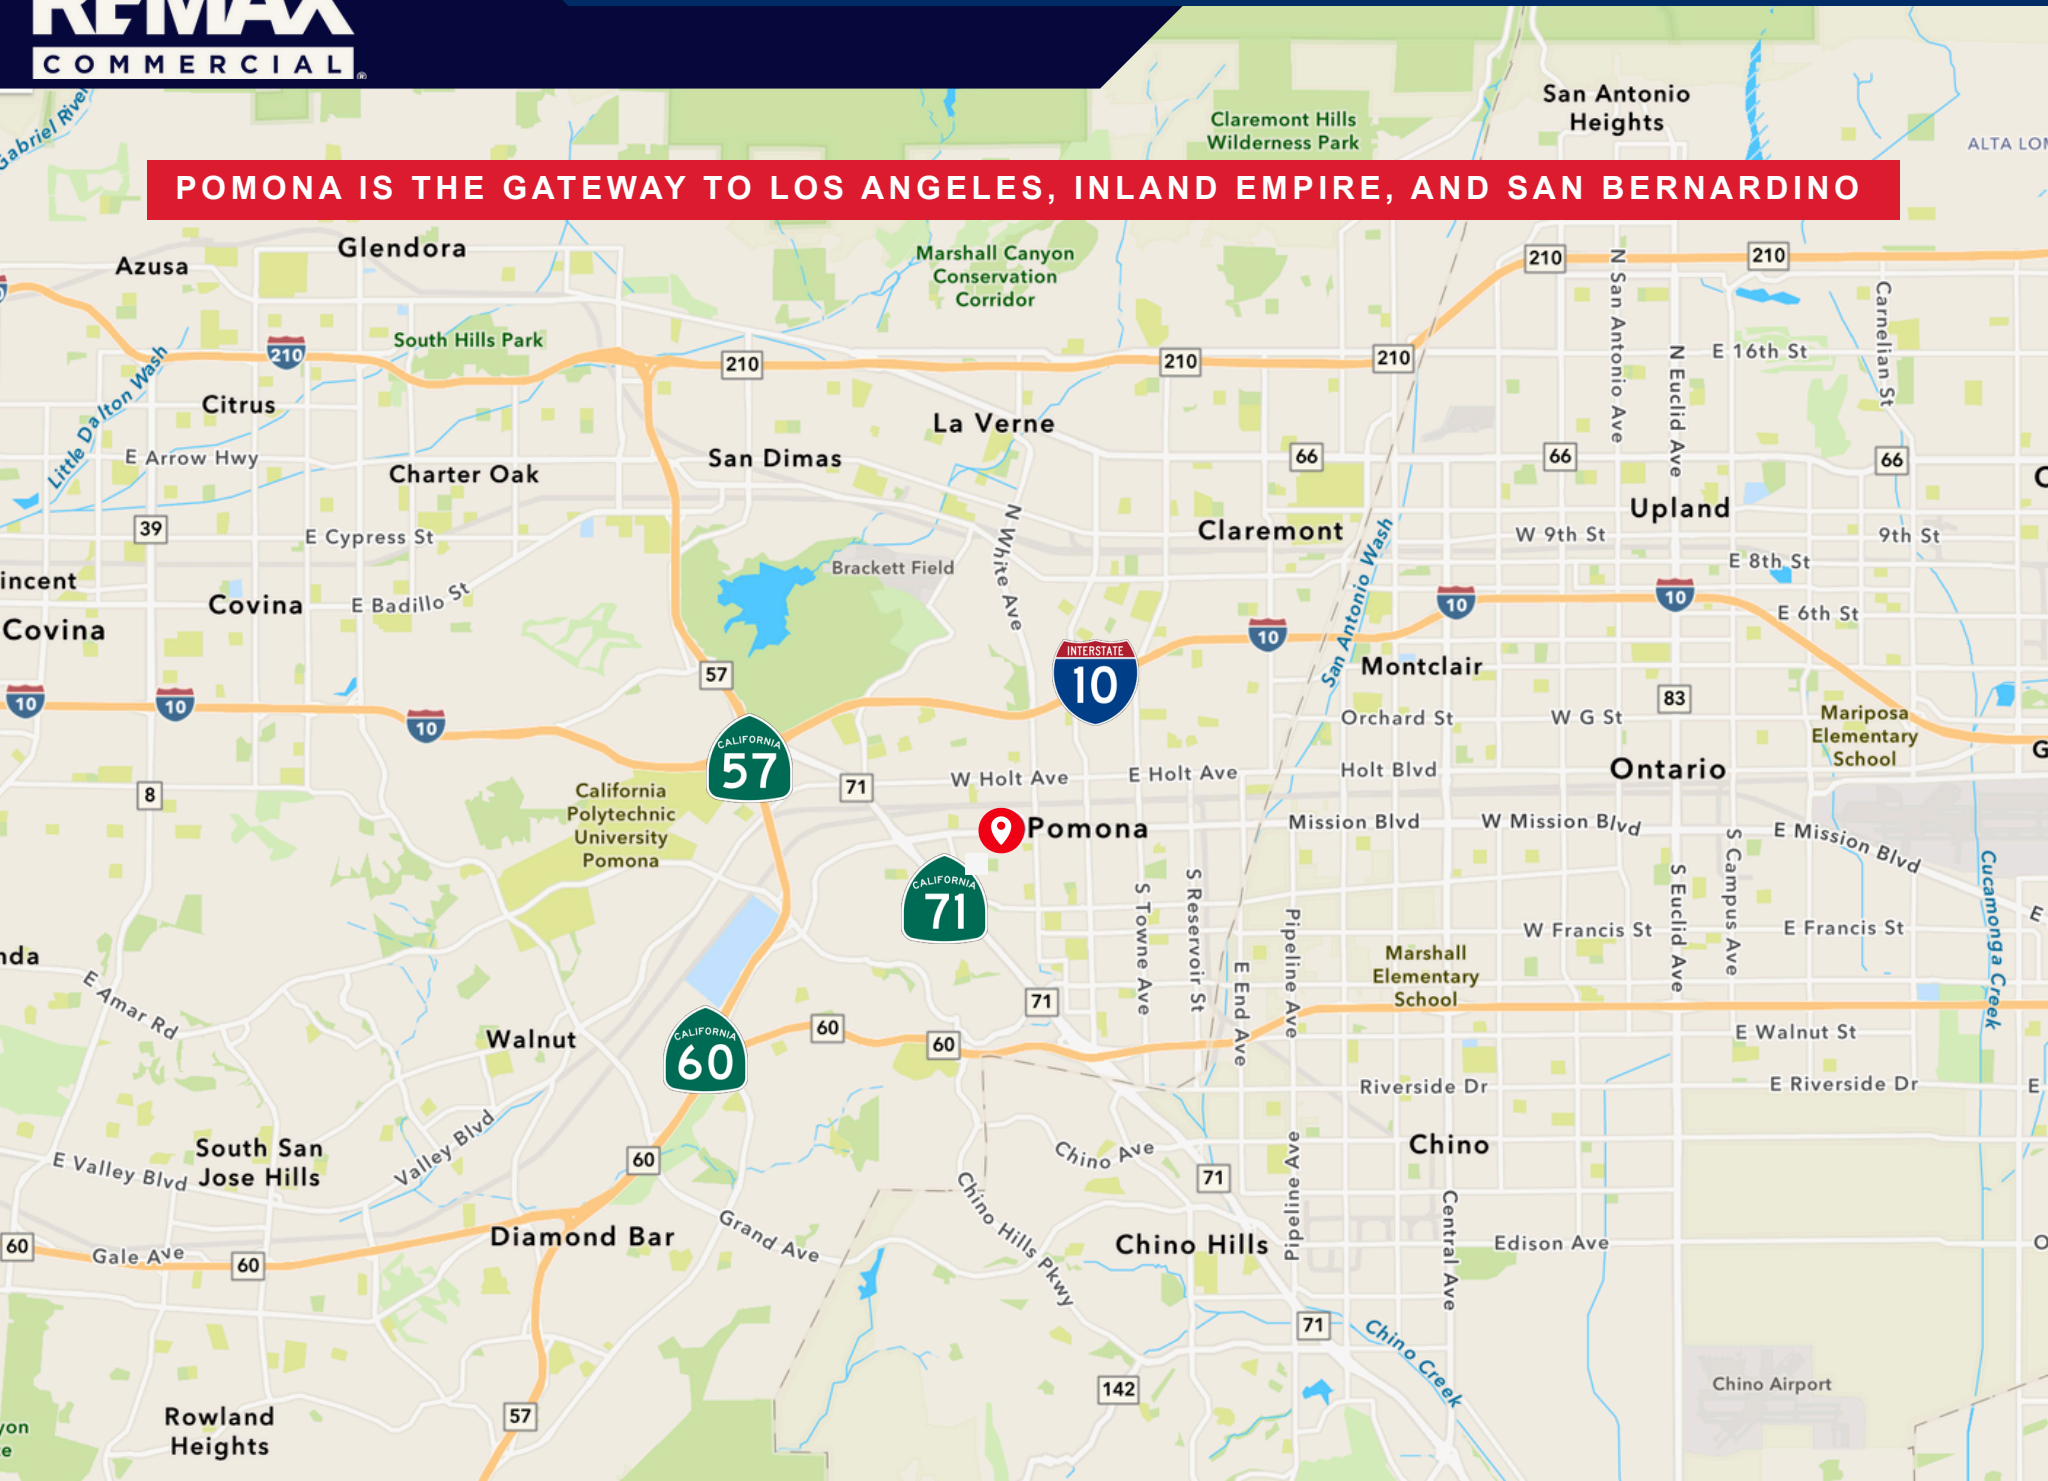 RE/MAX
COMMERCIAL
®
Gabriel River
Claremont Hills
Wilderness Park
San Antonio
Heights
POMONA IS THE GATEWAY TO LOS ANGELES, INLAND EMPIRE, AND SAN BERNARDINO
Azusa
Glendora
Marshall Canyon
Conservation
Corridor
210
210
N San Antonio Ave
Carnelian St
210
South Hills Park
210
210
210
N Euclid Ave
E 16th St
Little Dalton Wash
Citrus
La Verne
E Arrow Hwy
Charter Oak
San Dimas
66
66
66
39
E Cypress St
N White Ave
Claremont
San Antonio Wash
Upland
W 9th St
9th St
E 8th St
Brackett Field
Covina
Covina
E Badillo St
10
10
E 6th St
10
INTERSTATE
10
Montclair
57
10
10
10
83
Orchard St
W G St
Mariposa
Elementary
School
CALIFORNIA
57
71
W Holt Ave
E Holt Ave
Holt Blvd
Ontario
8
California
Polytechnic
University
Pomona
Pomona
Mission Blvd
W Mission Blvd
E Mission Blvd
S Campus Ave
CALIFORNIA
71
S Towne Ave
S Reservoir St
Pipeline Ave
S Euclid Ave
Cucamonga Creek
W Francis St
E Francis St
Marshall
Elementary
School
E Amar Rd
E End Ave
71
Walnut
CALIFORNIA
60
60
60
E Walnut St
Riverside Dr
E Riverside Dr
E
South San
Jose Hills
E Valley Blvd
Valley Blvd
60
Chino Ave
71
Pipeline Ave
Chino
60
Gale Ave
60
Diamond Bar
Grand Ave
Chino Hills Pkwy
Chino Hills
Central Ave
Edison Ave
71
Chino Creek
142
Chino Airport
Rowland
Heights
57